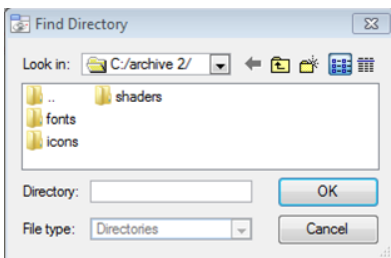 Find Directory
Look in: C:/archive 2/
.. shaders
fonts
icons
Directory: OK
File type: Directories Cancel